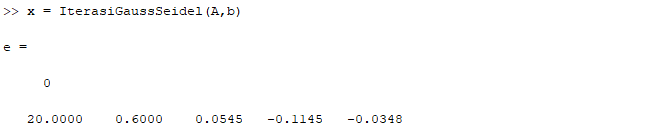 >> x = IterasiGaussSeidel(A,b)
e =
0
20.0000 0.6000 0.0545 -0.1145 -0.0348